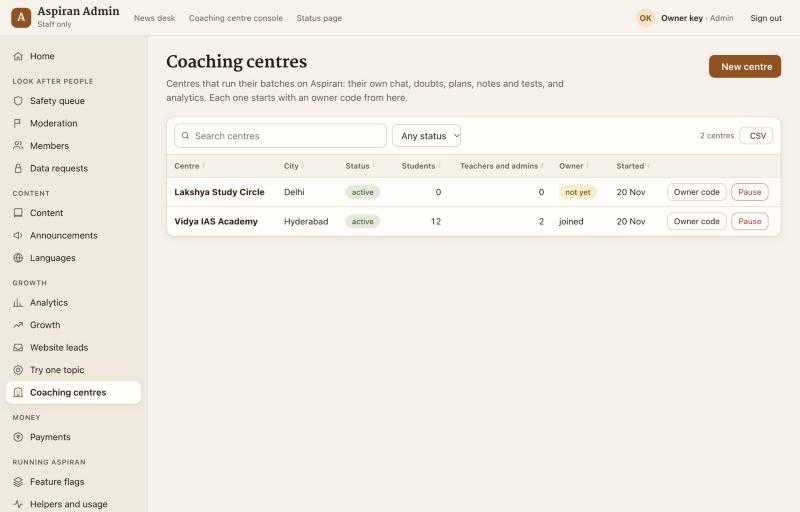 A
Aspiran Admin
Staff only
News desk
Coaching centre console
Status page
OK
Owner key · Admin
Sign out
Home
LOOK AFTER PEOPLE
Safety queue
Moderation
Members
Data requests
CONTENT
Content
Announcements
Languages
GROWTH
Analytics
Growth
Website leads
Try one topic
Coaching centres
MONEY
Payments
RUNNING ASPIRAN
Feature flags
Helpers and usage
Coaching centres
Centres that run their batches on Aspiran: their own chat, doubts, plans, notes and tests, and
analytics. Each one starts with an owner code from here.
New centre
Search centres
Any status
2 centres
CSV
Centre City Status Students Teachers and admins Owner Started
Lakshya Study Circle Delhi active 0 0 not yet 20 Nov Owner code Pause
Vidya IAS Academy Hyderabad active 12 2 joined 20 Nov Owner code Pause